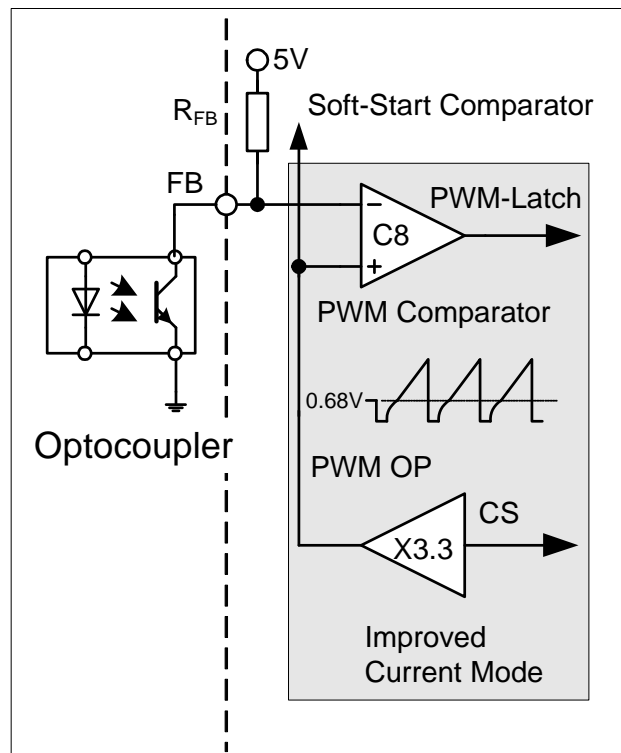 5V
R_FB
Soft-Start Comparator
FB
PWM-Latch
−
C8
+
PWM Comparator
0.68V
Optocoupler
PWM OP
CS
X3.3
Improved
Current Mode